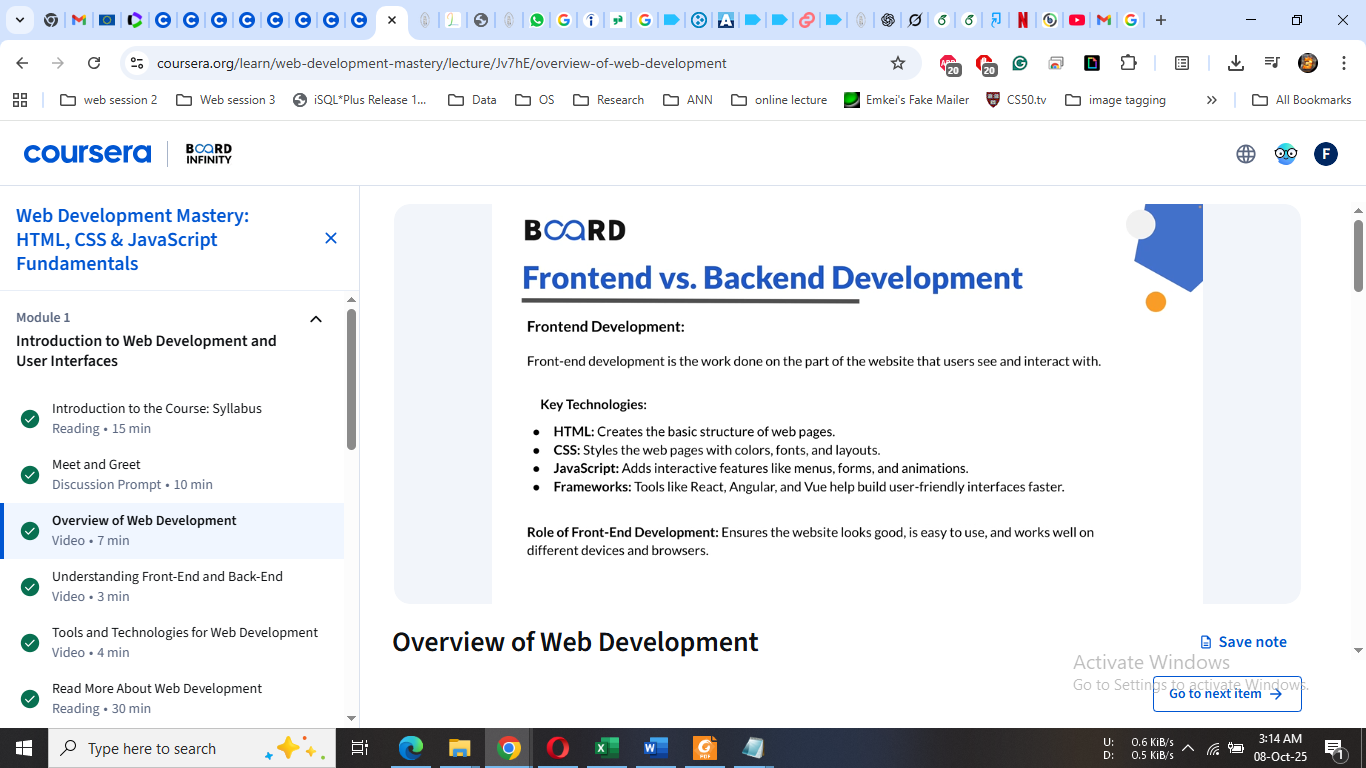 coursera.org/learn/web-development-mastery/lecture/Jv7hE/overview-of-web-development
20
20
web session 2
Web session 3
iSQL*Plus Release 1...
Data
OS
Research
ANN
online lecture
Emkei's Fake Mailer
CS50.tv
image tagging
All Bookmarks
coursera
BOARD INFINITY
F
Web Development Mastery:
HTML, CSS & JavaScript
Fundamentals
Module 1
Introduction to Web Development and
User Interfaces
Introduction to the Course: Syllabus
Reading • 15 min
Meet and Greet
Discussion Prompt • 10 min
Overview of Web Development
Video • 7 min
Understanding Front-End and Back-End
Video • 3 min
Tools and Technologies for Web Development
Video • 4 min
Read More About Web Development
Reading • 30 min
BOARD
Frontend vs. Backend Development
Frontend Development:
Front-end development is the work done on the part of the website that users see and interact with.
Key Technologies:
● HTML: Creates the basic structure of web pages.
● CSS: Styles the web pages with colors, fonts, and layouts.
● JavaScript: Adds interactive features like menus, forms, and animations.
● Frameworks: Tools like React, Angular, and Vue help build user-friendly interfaces faster.
Role of Front-End Development: Ensures the website looks good, is easy to use, and works well on
different devices and browsers.
Overview of Web Development
Save note
Activate Windows
Go to Settings to activate Windows.
Go to next item
Type here to search
U: 0.6 KiB/s
D: 0.5 KiB/s
3:14 AM
08-Oct-25
1